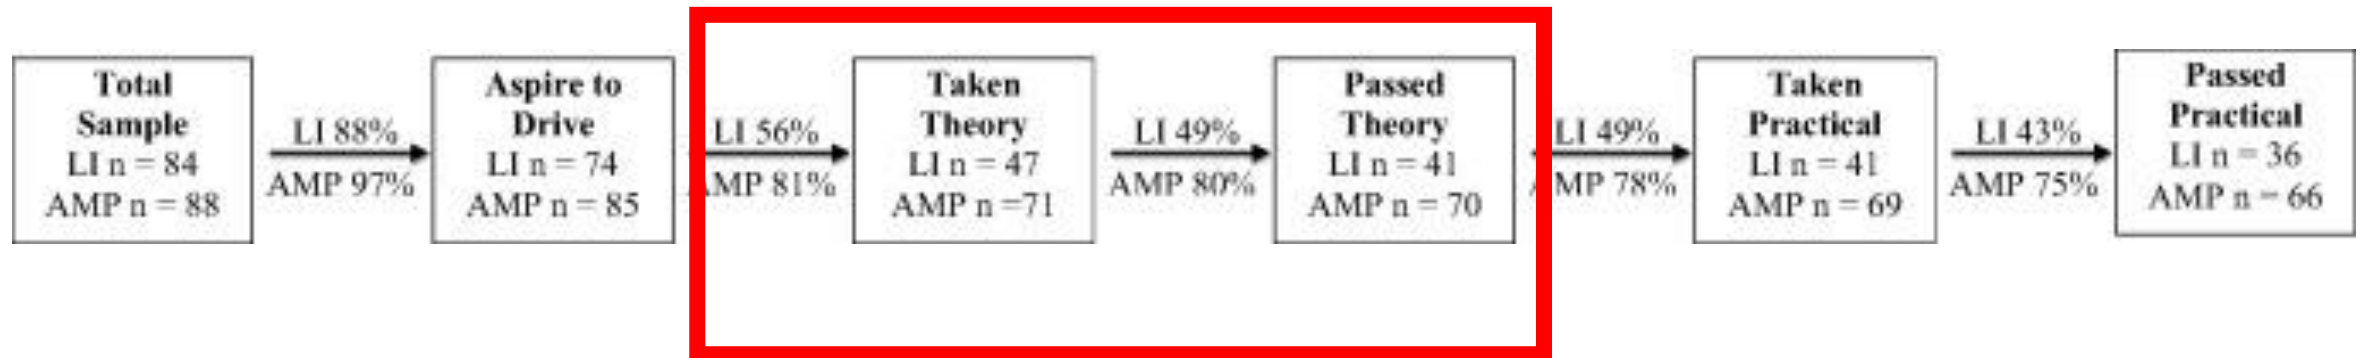 Total
Sample
LI n = 84
AMP n = 88
LI 88%
AMP 97%
Aspire to
Drive
LI n = 74
AMP n = 85
LI 56%
MP 81%
Taken
Theory
LI n = 47
AMP n =71
LI 49%
AMP 80%
Passed
Theory
LI n = 41
AMP n = 70
LI 49%
MP 78%
Taken
Practical
LI n = 41
AMP n = 69
LI 43%
AMP 75%
Passed
Practical
LI n = 36
AMP n = 66